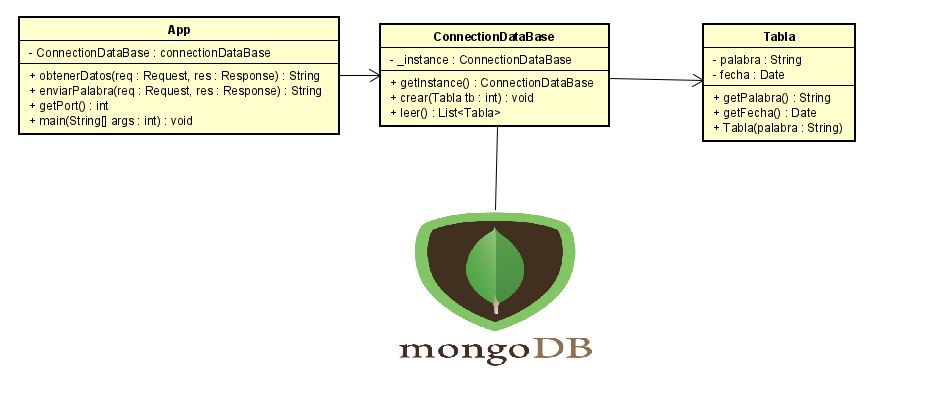 App
- ConnectionDataBase : connectionDataBase
+ obtenerDatos(req : Request, res : Response) : String
+ enviarPalabra(req : Request, res : Response) : String
+ getPort() : int
+ main(String[] args : int) : void
ConnectionDataBase
- _instance : ConnectionDataBase
+ getInstance() : ConnectionDataBase
+ crear(Tabla tb : int) : void
+ leer() : List<Tabla>
Tabla
- palabra : String
- fecha : Date
+ getPalabra() : String
+ getFecha() : Date
+ Tabla(palabra : String)
mongoDB